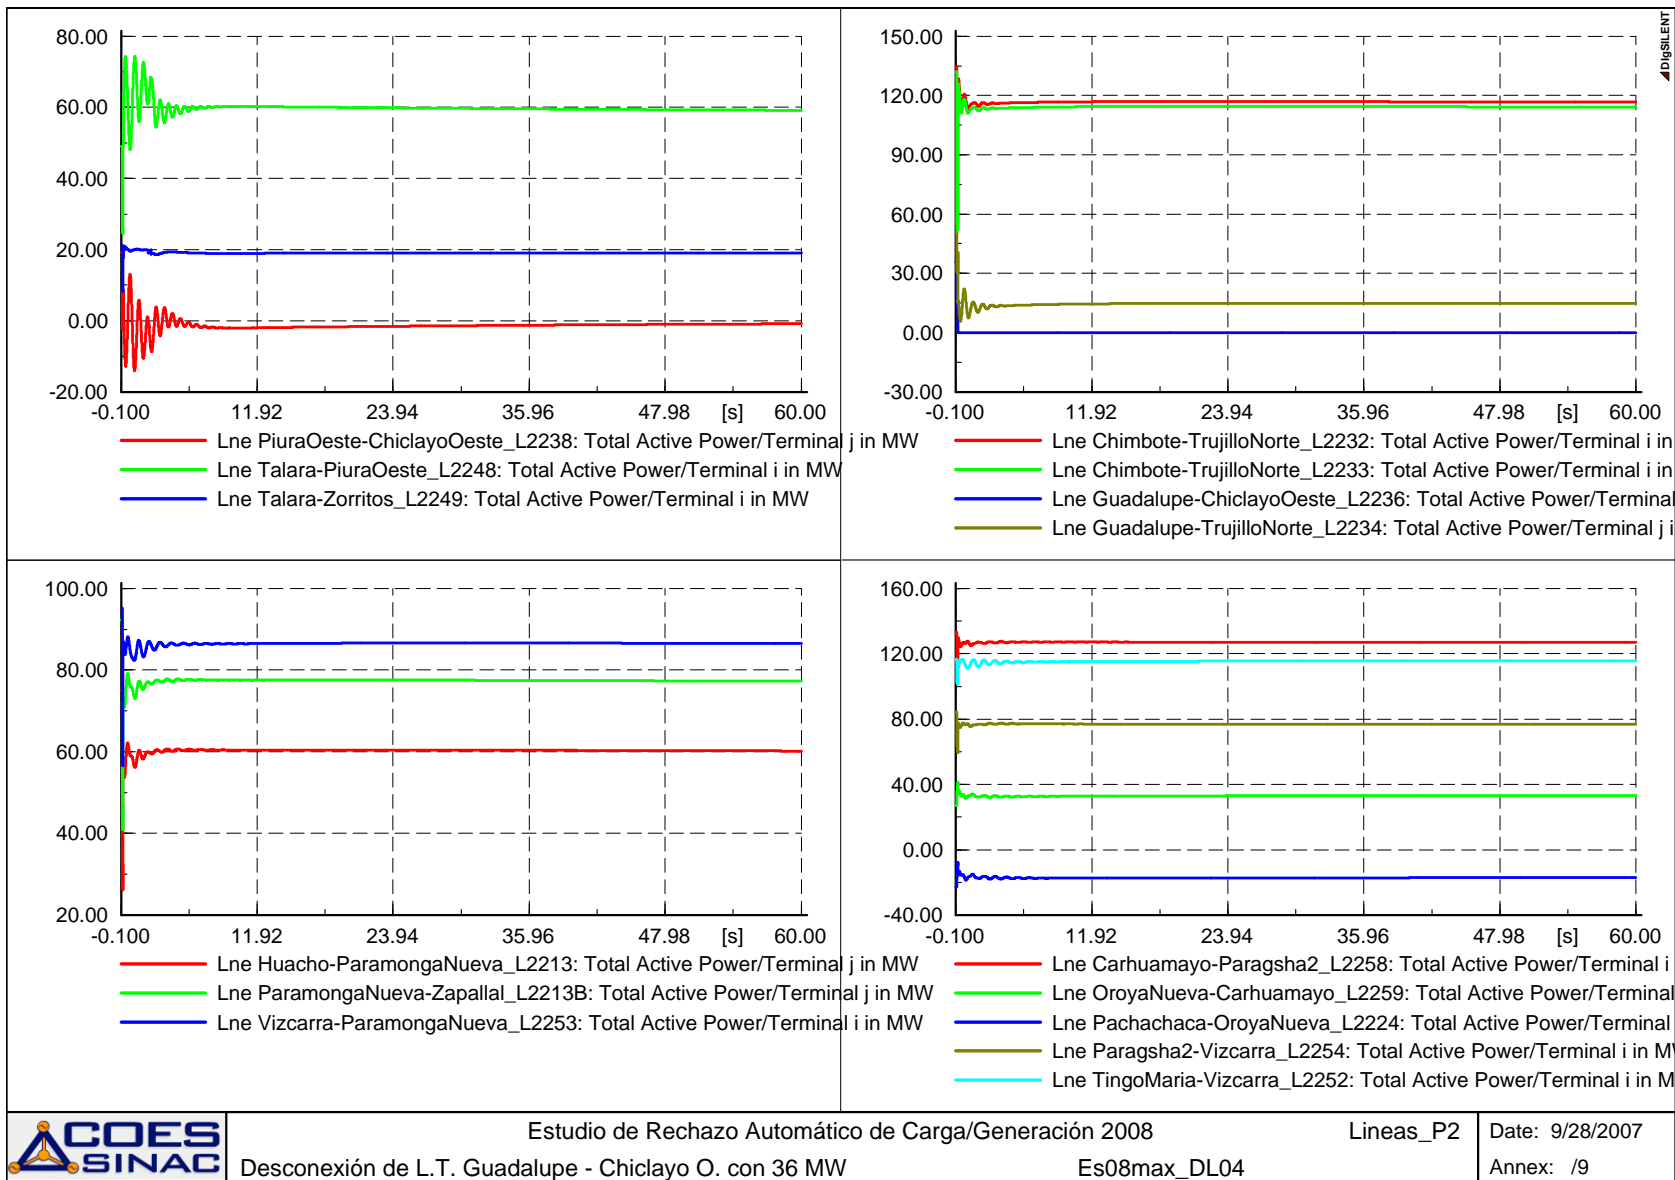 DIgSILENT
80.00
60.00
40.00
20.00
0.00
-20.00
-0.100 11.92 23.94 35.96 47.98 [s] 60.00
Lne PiuraOeste-ChiclayoOeste_L2238: Total Active Power/Terminal j in MW
Lne Talara-PiuraOeste_L2248: Total Active Power/Terminal i in MW
Lne Talara-Zorritos_L2249: Total Active Power/Terminal i in MW
150.00
120.00
90.00
60.00
30.00
0.00
-30.00
-0.100 11.92 23.94 35.96 47.98 [s] 60.00
Lne Chimbote-TrujilloNorte_L2232: Total Active Power/Terminal i in
Lne Chimbote-TrujilloNorte_L2233: Total Active Power/Terminal i in
Lne Guadalupe-ChiclayoOeste_L2236: Total Active Power/Terminal
Lne Guadalupe-TrujilloNorte_L2234: Total Active Power/Terminal j i
100.00
80.00
60.00
40.00
20.00
-0.100 11.92 23.94 35.96 47.98 [s] 60.00
Lne Huacho-ParamongaNueva_L2213: Total Active Power/Terminal j in MW
Lne ParamongaNueva-Zapallal_L2213B: Total Active Power/Terminal j in MW
Lne Vizcarra-ParamongaNueva_L2253: Total Active Power/Terminal i in MW
160.00
120.00
80.00
40.00
0.00
-40.00
-0.100 11.92 23.94 35.96 47.98 [s] 60.00
Lne Carhuamayo-Paragsha2_L2258: Total Active Power/Terminal i
Lne OroyaNueva-Carhuamayo_L2259: Total Active Power/Terminal
Lne Pachachaca-OroyaNueva_L2224: Total Active Power/Terminal
Lne Paragsha2-Vizcarra_L2254: Total Active Power/Terminal i in M
Lne TingoMaria-Vizcarra_L2252: Total Active Power/Terminal i in M
COES
SINAC
Estudio de Rechazo Automático de Carga/Generación 2008 Lineas_P2
Desconexión de L.T. Guadalupe - Chiclayo O. con 36 MW Es08max_DL04
Date: 9/28/2007
Annex: /9